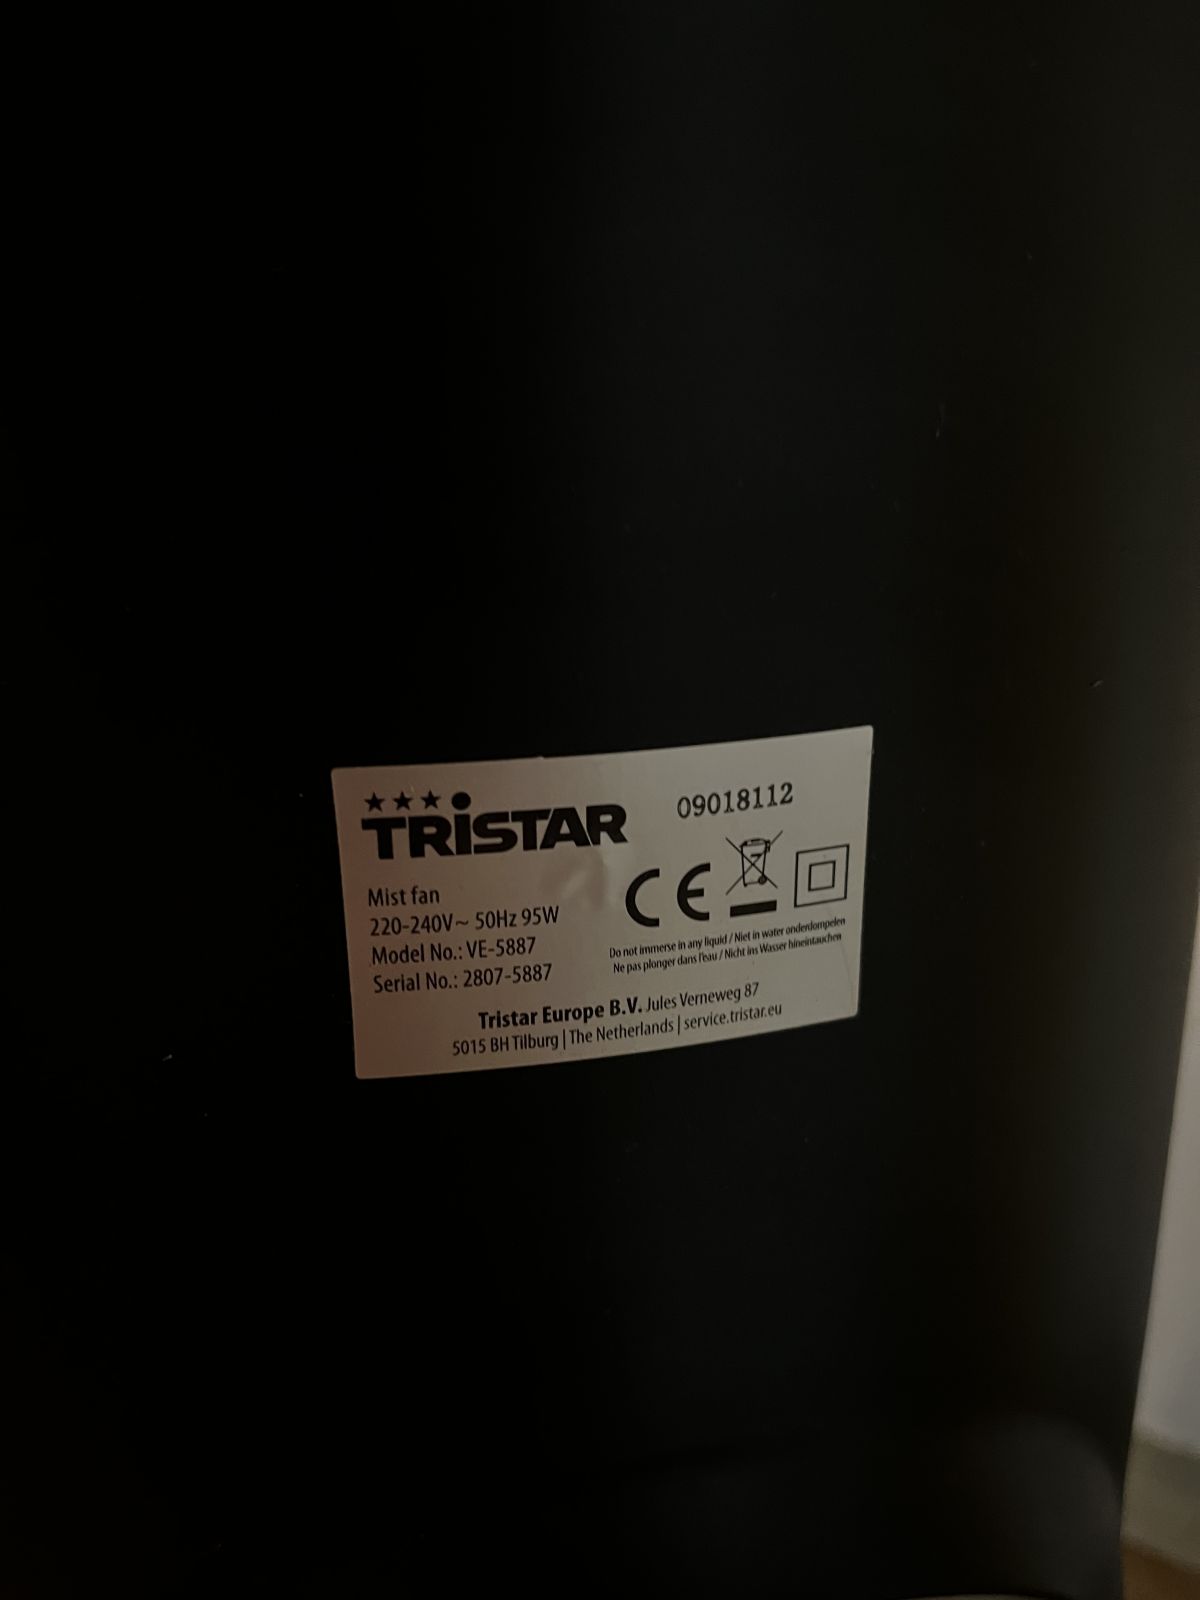 TRiSTAR
09018112
Mist fan
220-240V~ 50Hz 95W
Model No.: VE-5887
Serial No.: 2807-5887
CE
Do not immerse in any liquid / Niet in water onderdompelen
Ne pas plonger dans l'eau / Nicht ins Wasser hineintauchen
Tristar Europe B.V. Jules Verneweg 87
5015 BH Tilburg | The Netherlands | service.tristar.eu